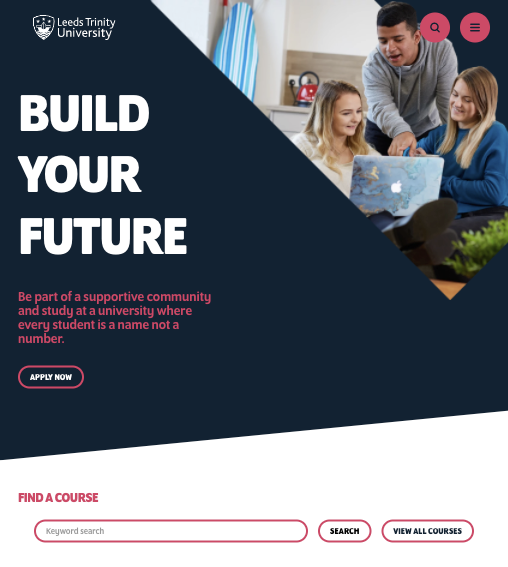 Leeds Trinity
University
BUILD
YOUR
FUTURE
Be part of a supportive community
and study at a university where
every student is a name not a
number.
APPLY NOW
FIND A COURSE
Keyword search
SEARCH
VIEW ALL COURSES